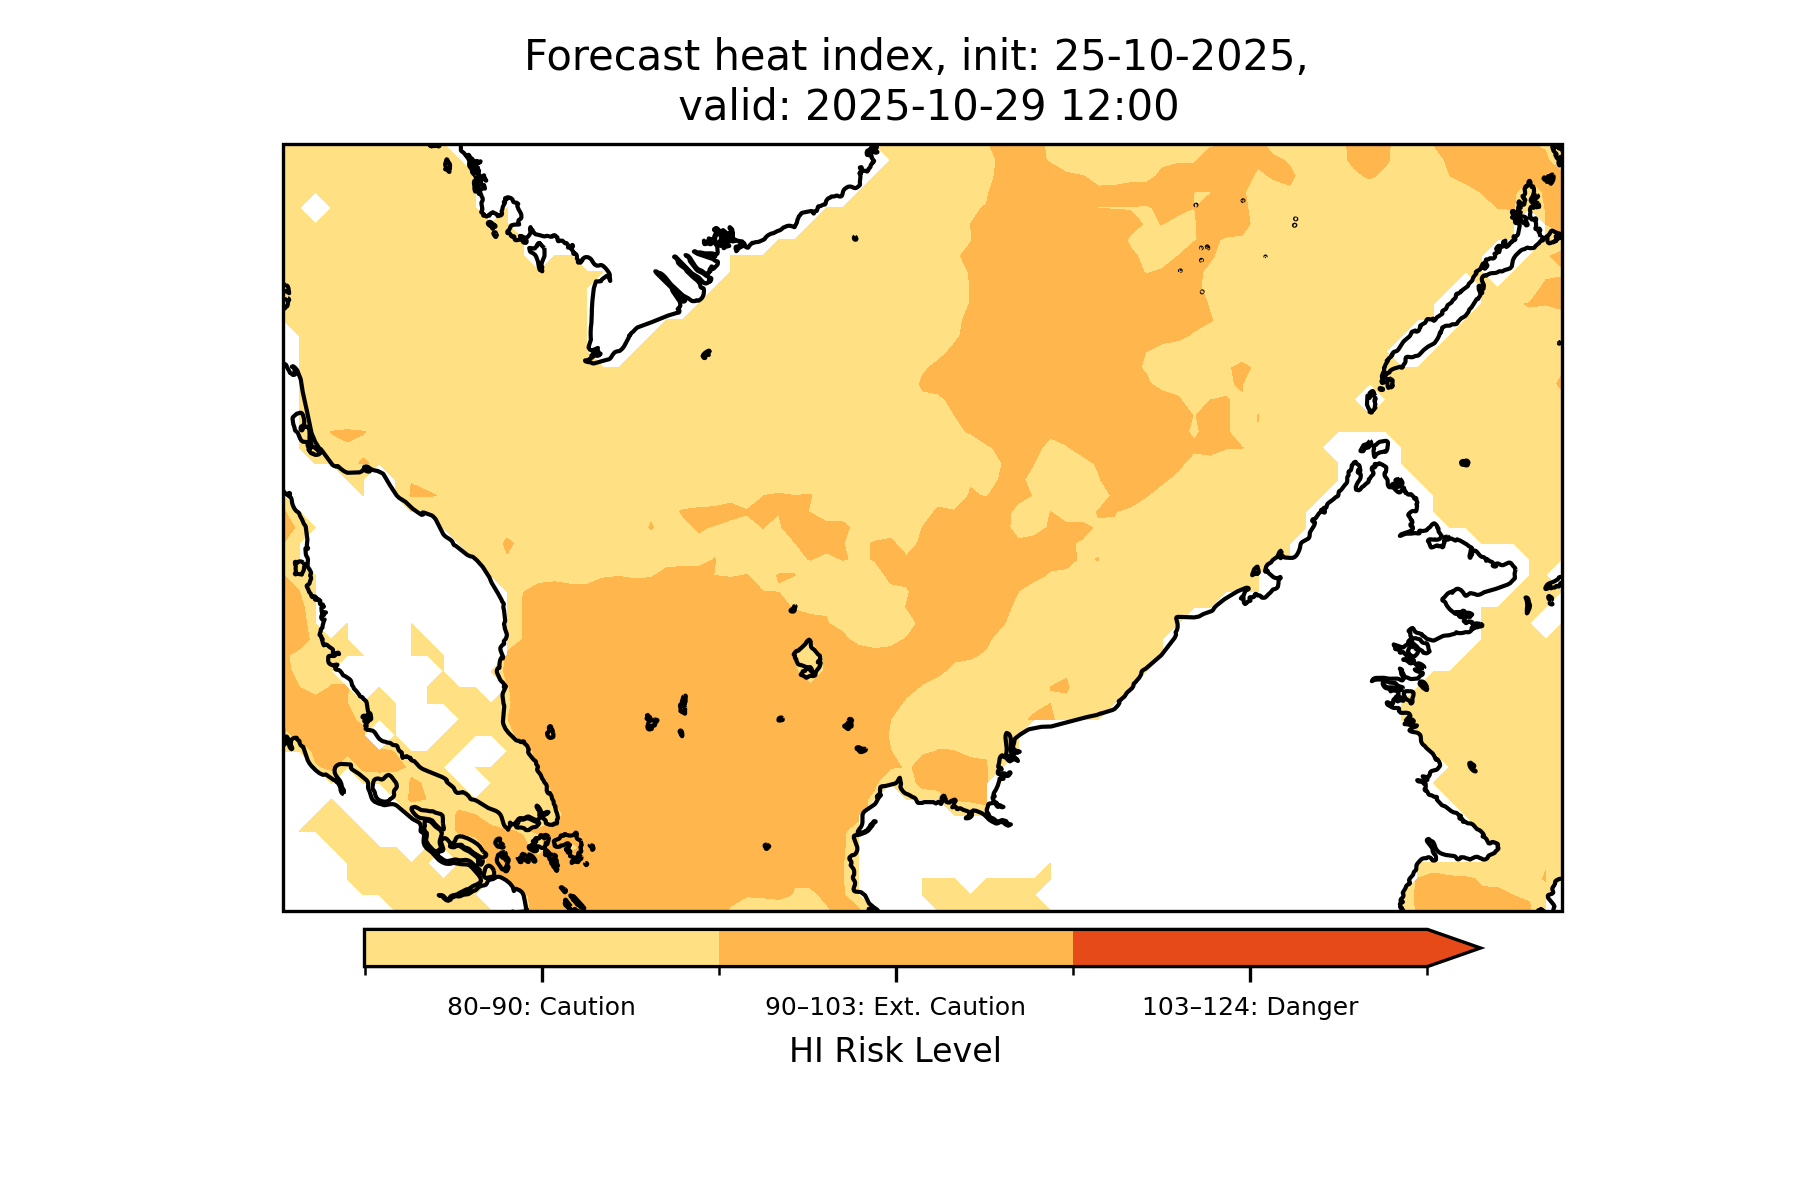 Forecast heat index, init: 25-10-2025,
valid: 2025-10-29 12:00
80–90: Caution
90–103: Ext. Caution
103–124: Danger
HI Risk Level